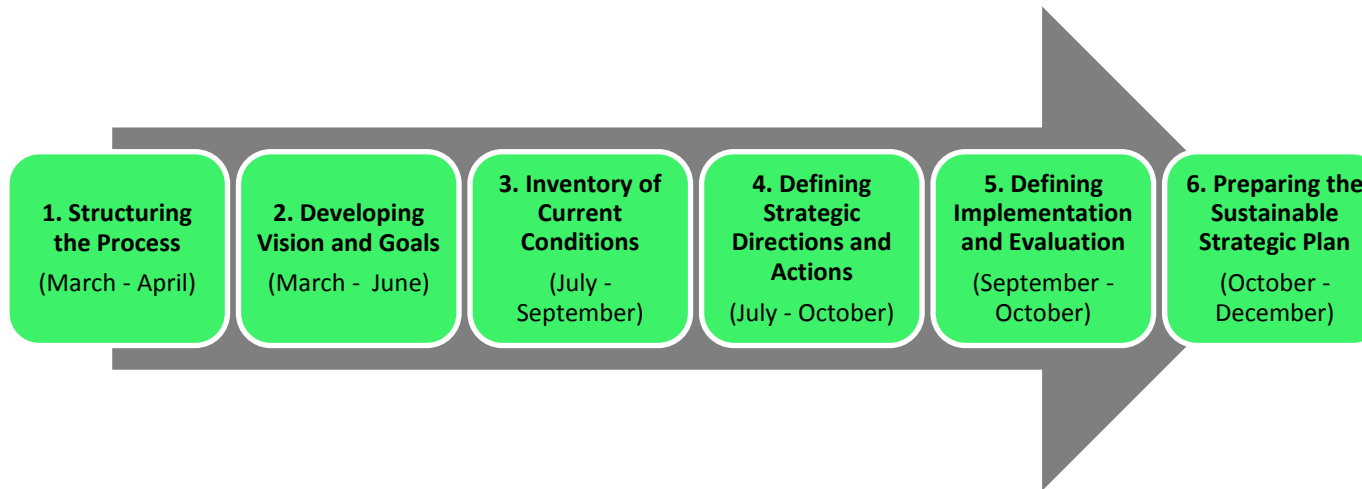 1. Structuring
the Process
(March - April)
2. Developing
Vision and Goals
(March - June)
3. Inventory of
Current
Conditions
(July -
September)
4. Defining
Strategic
Directions and
Actions
(July - October)
5. Defining
Implementation
and Evaluation
(September -
October)
6. Preparing the
Sustainable
Strategic Plan
(October -
December)